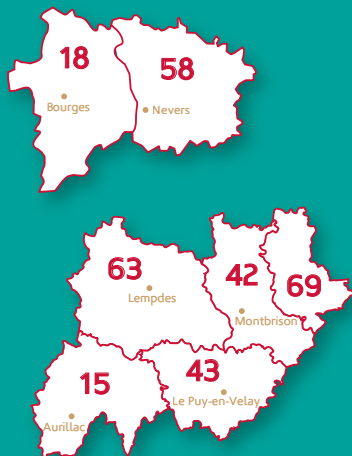 18
58
Bourges
Nevers
63
42
69
Lempdes
Montbrison
15
43
Le Puy-en-Velay
Aurillac